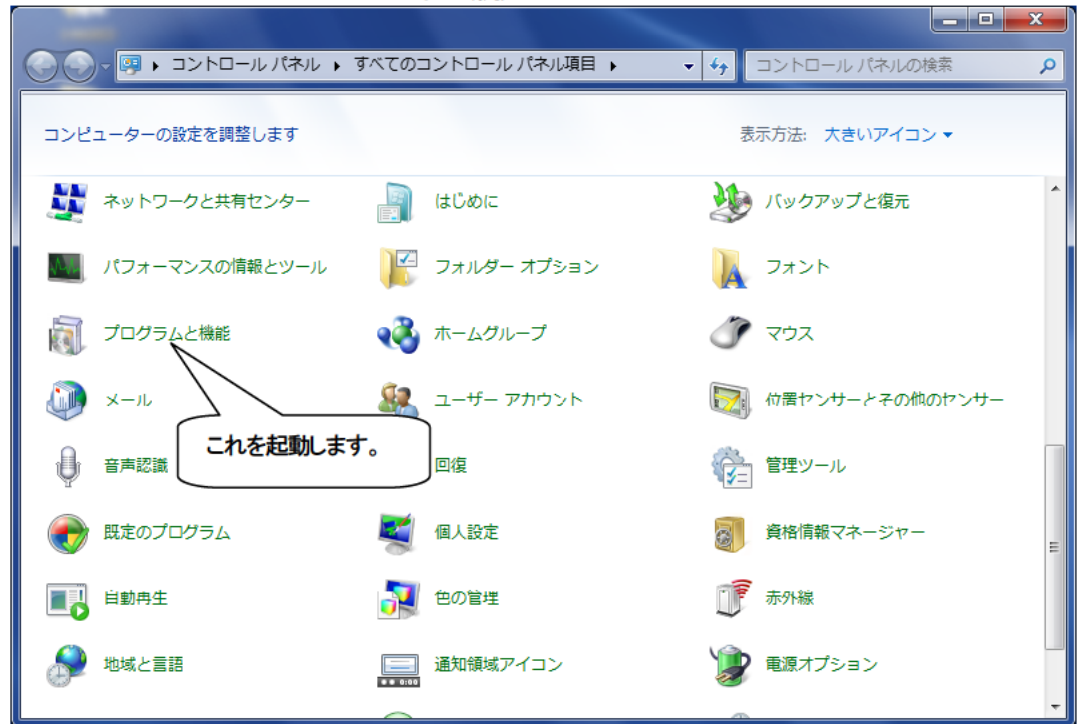 コントロール パネル ▸ すべてのコントロール パネル項目 ▸
コントロール パネルの検索
コンピューターの設定を調整します
表示方法: 大きいアイコン
ネットワークと共有センター
はじめに
バックアップと復元
パフォーマンスの情報とツール
フォルダー オプション
フォント
プログラムと機能
ホームグループ
マウス
メール
ユーザー アカウント
位置センサーとその他のセンサー
これを起動します。
音声認識
回復
管理ツール
既定のプログラム
個人設定
資格情報マネージャー
自動再生
色の管理
赤外線
地域と言語
通知領域アイコン
電源オプション